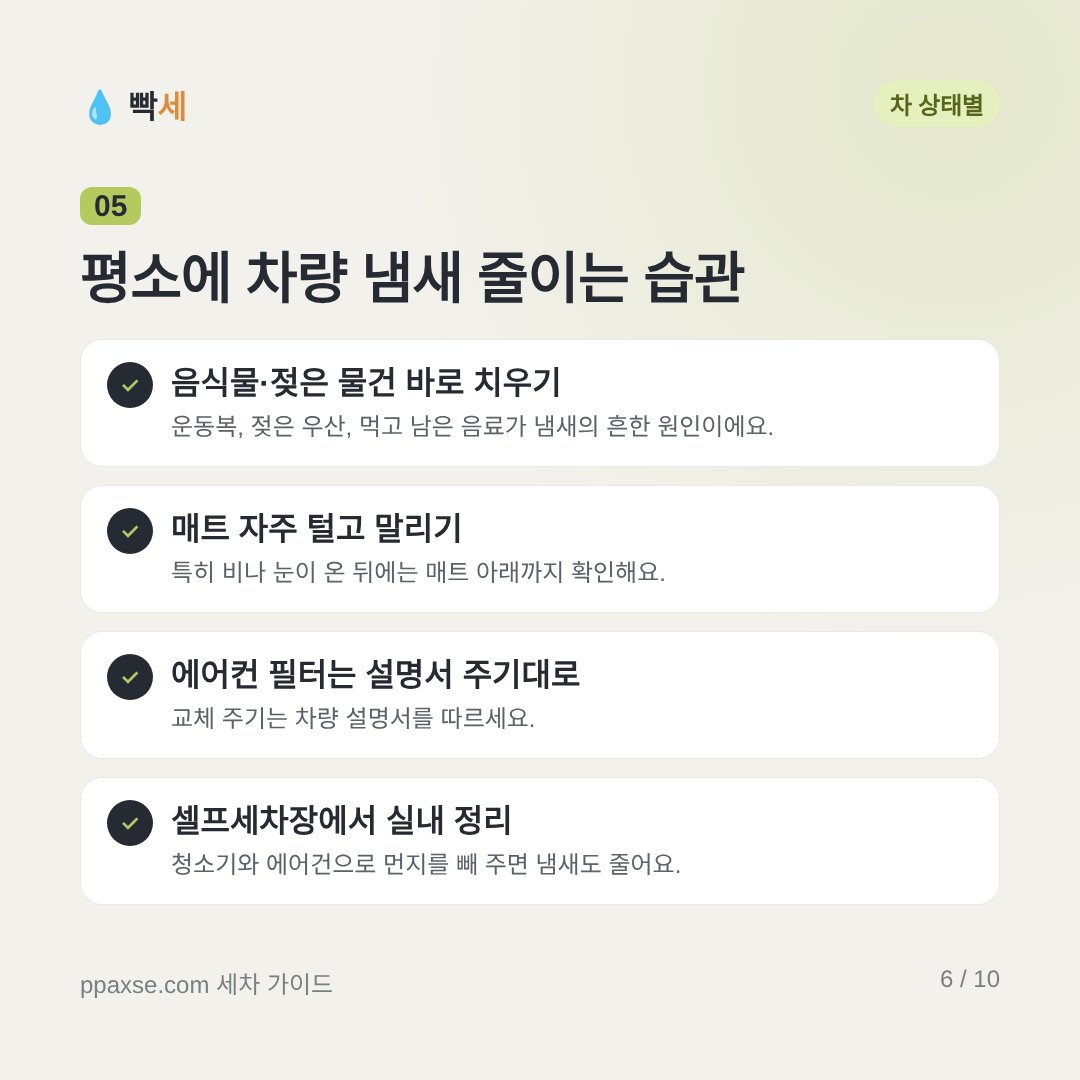 빡세
차 상태별
05
평소에 차량 냄새 줄이는 습관
음식물·젖은 물건 바로 치우기
운동복, 젖은 우산, 먹고 남은 음료가 냄새의 흔한 원인이에요.
매트 자주 털고 말리기
특히 비나 눈이 온 뒤에는 매트 아래까지 확인해요.
에어컨 필터는 설명서 주기대로
교체 주기는 차량 설명서를 따르세요.
셀프세차장에서 실내 정리
청소기와 에어건으로 먼지를 빼 주면 냄새도 줄어요.
ppaxse.com 세차 가이드
6 / 10